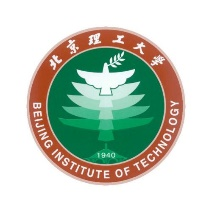 北京理工大学
1940
BEIJING INSTITUTE OF TECHNOLOGY